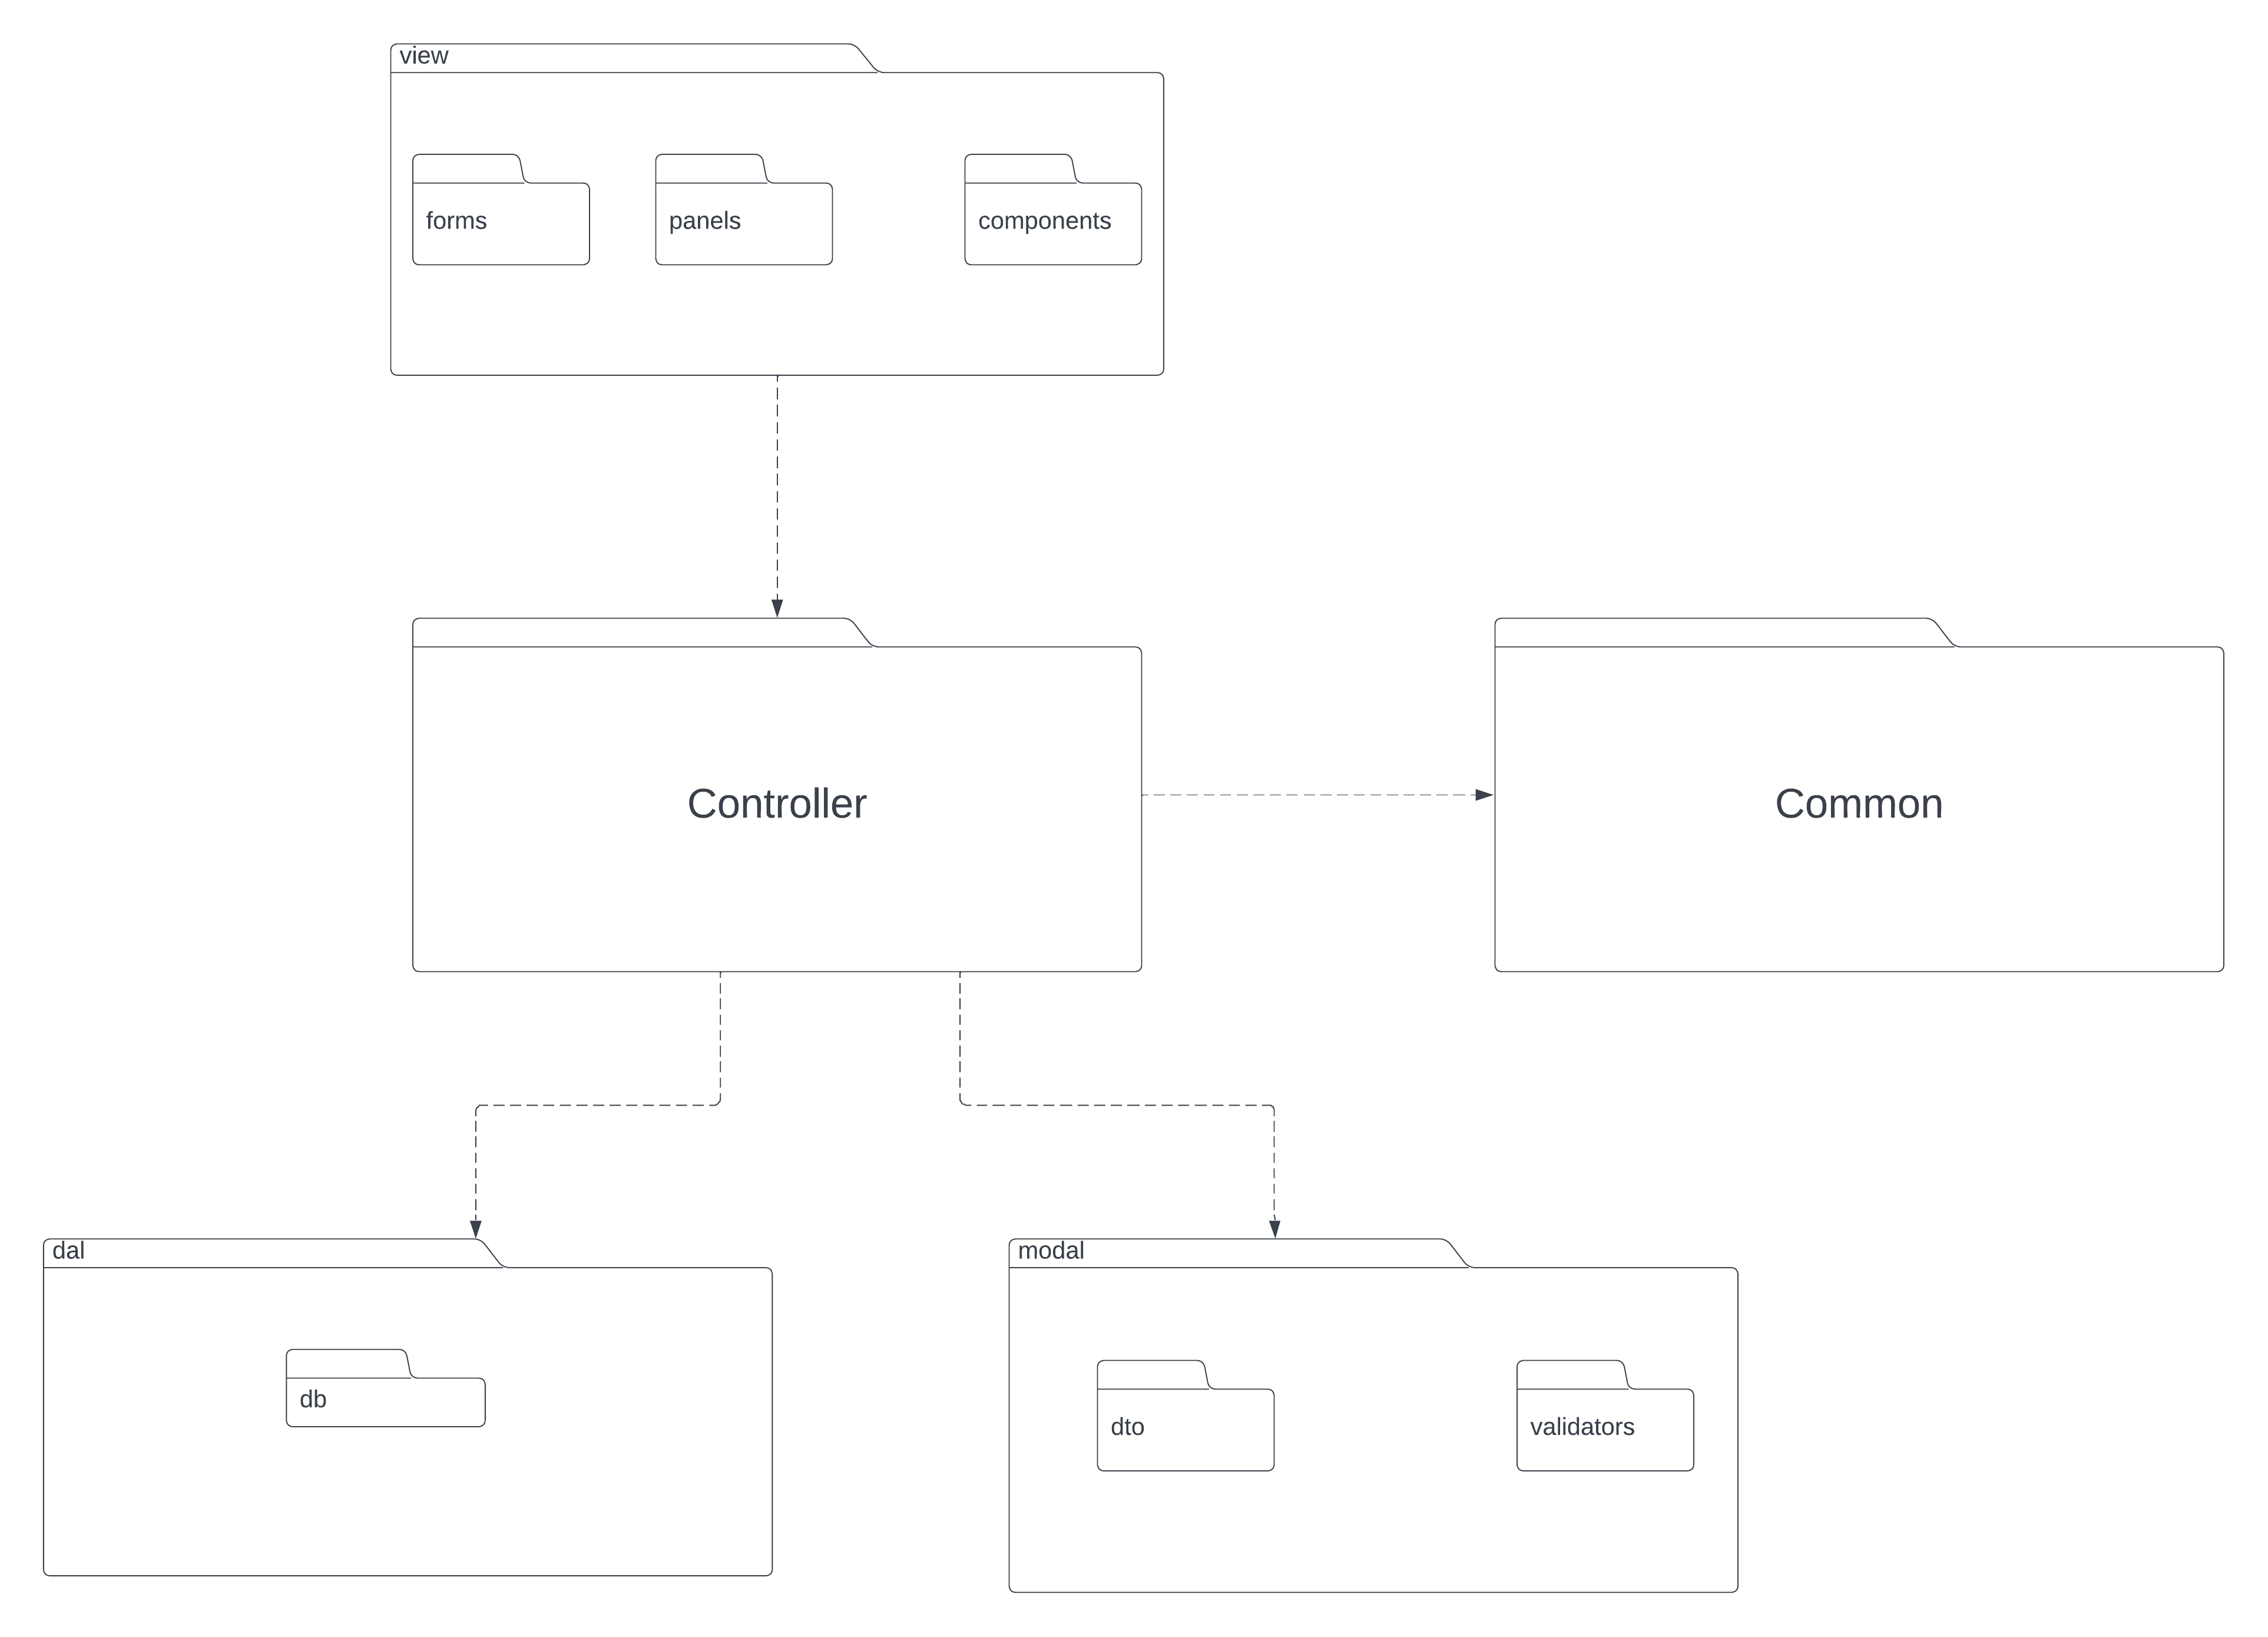 view
forms
panels
components
Controller
Common
dal
modal
db
dto
validators